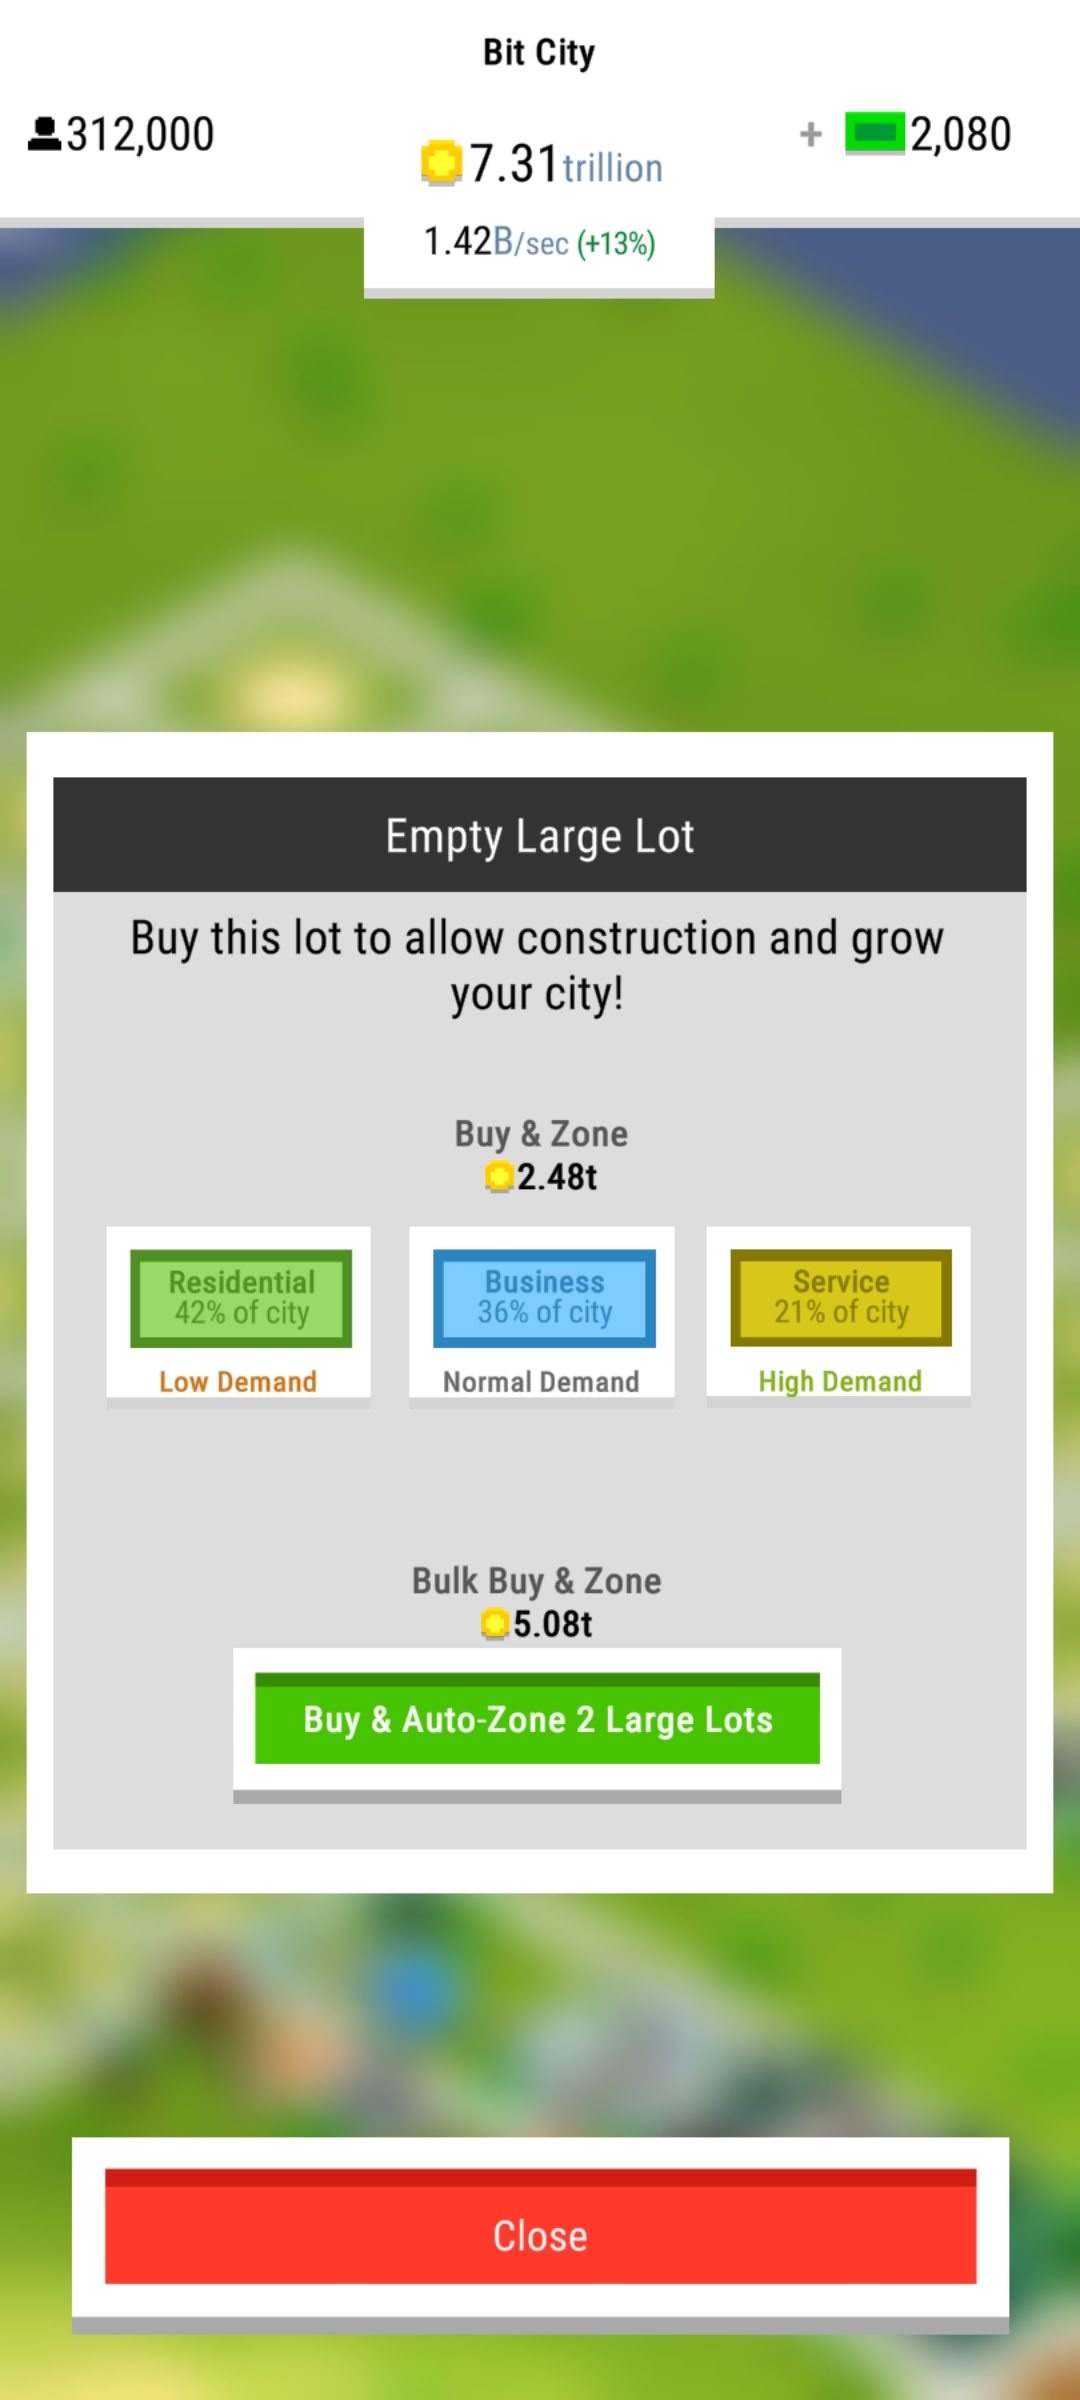 Bit City
312,000
7.31trillion
+ 2,080
1.42B/sec (+13%)
Empty Large Lot
Buy this lot to allow construction and grow
your city!
Buy & Zone
2.48t
Residential
42% of city
Low Demand
Business
36% of city
Normal Demand
Service
21% of city
High Demand
Bulk Buy & Zone
5.08t
Buy & Auto-Zone 2 Large Lots
Close